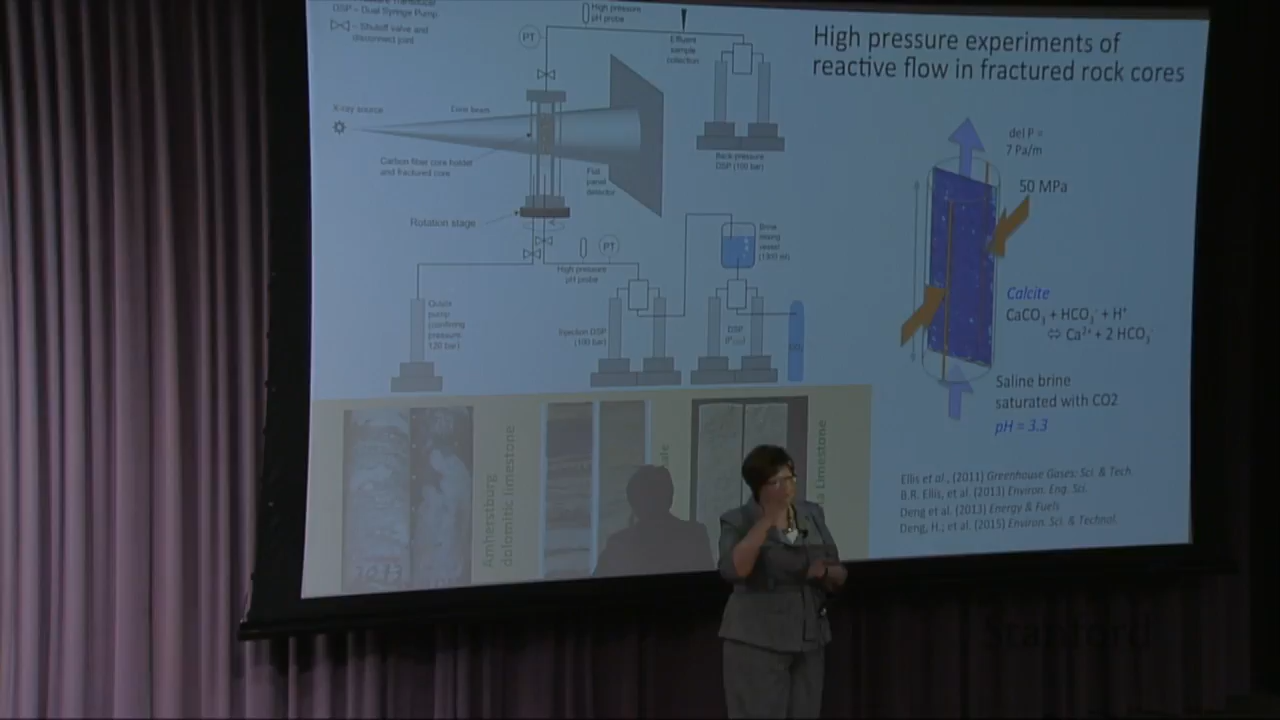 DSP – Dual Syringe Pump
– Shutoff valve and
disconnect joint
High pressure
pH probe
PT
Effluent
sample
collection
X-ray source
Cone beam
Carbon fiber core holder
and fractured core
Flat
panel
detector
Back-pressure
DSP (100 bar)
Rotation stage
High pressure
pH probe
PT
Brine
mixing
vessel
Quizix
pump
(confining
pressure
120 bar)
Injection DSP
(100 bar)
DSP
CO₂
Amherstburg
dolomitic limestone
Limestone
High pressure experiments of
reactive flow in fractured rock cores
del P =
7 Pa/m
50 MPa
Calcite
CaCO₃ + HCO₃⁻ + H⁺
⇔ Ca²⁺ + 2 HCO₃⁻
Saline brine
saturated with CO2
pH = 3.3
Ellis et al., (2011) Greenhouse Gases: Sci. & Tech.
B.R. Ellis, et al. (2013) Environ. Eng. Sci.
Deng et al. (2013) Energy & Fuels
Deng, H.; et al. (2015) Environ. Sci. & Technol.
Stanford